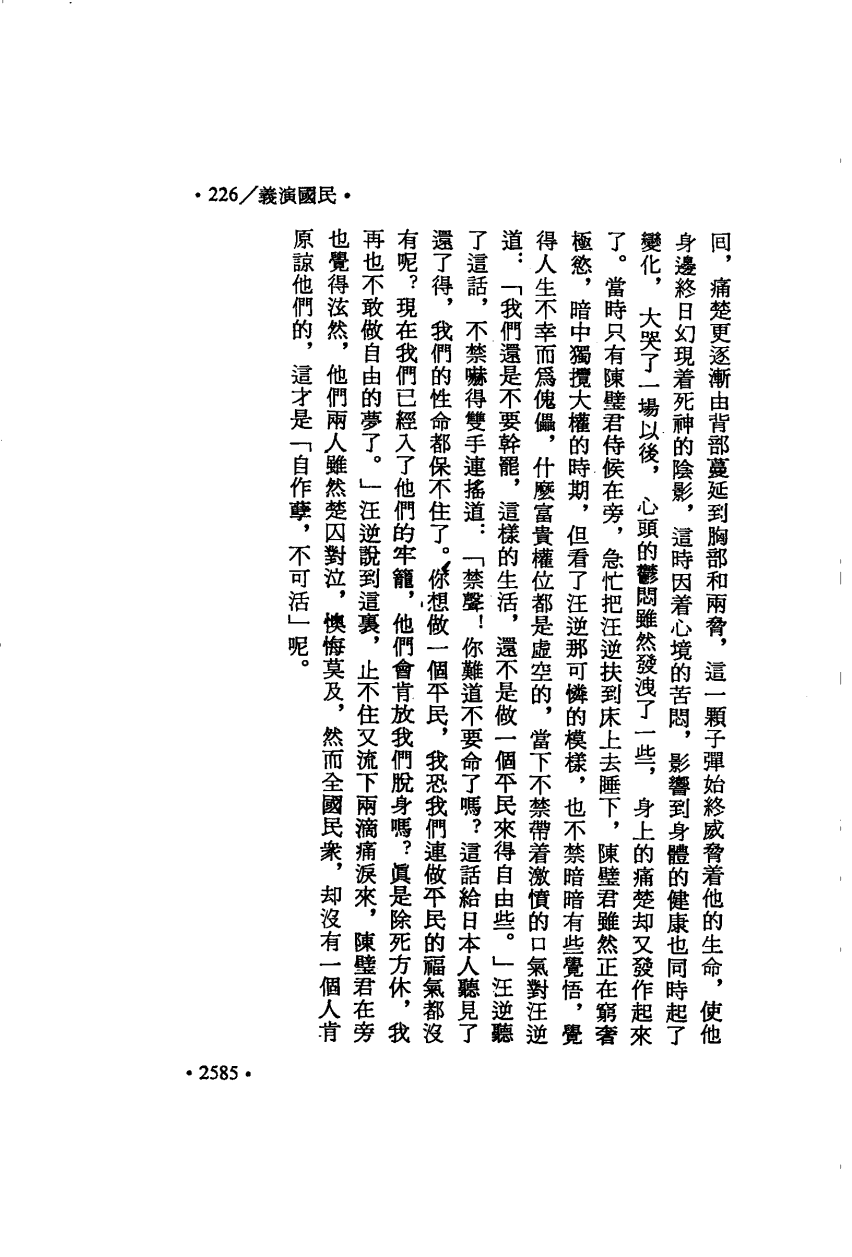 •226／義演國民•
囘，痛楚更逐漸由背部蔓延到胸部和兩脅，這一顆子彈始終威脅着他的生命，使他
身邊終日幻現着死神的陰影，這時因着心境的苦悶，影響到身體的健康也同時起了
變化，大哭了一場以後，心頭的鬱悶雖然發洩了一些，身上的痛楚却又發作起來
了。當時只有陳璧君侍候在旁，急忙把汪逆扶到床上去睡下，陳璧君雖然正在窮奢
極慾，暗中獨攬大權的時期，但看了汪逆那可憐的模樣，也不禁暗暗有些覺悟，覺
得人生不幸而爲傀儡，什麼富貴權位都是虛空的，當下不禁帶着激憤的口氣對汪逆
道：「我們還是不要幹罷，這樣的生活，還不是做一個平民來得自由些。」汪逆聽
了這話，不禁嚇得雙手連搖道：「禁聲！你難道不要命了嗎？這話給日本人聽見了
還了得，我們的性命都保不住了。你想做一個平民，我恐我們連做平民的福氣都沒
有呢？現在我們已經入了他們的牢籠，他們會肯放我們脫身嗎？眞是除死方休，我
再也不敢做自由的夢了。」汪逆說到這裏，止不住又流下兩滴痛淚來，陳璧君在旁
也覺得泫然，他們兩人雖然楚囚對泣，懊悔莫及，然而全國民衆，却沒有一個人肯
原諒他們的，這才是「自作孽，不可活」呢。
•2585•